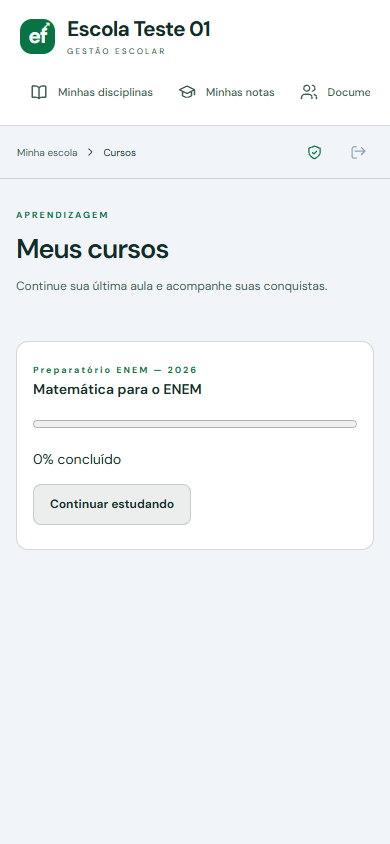 ef
Escola Teste 01
GESTÃO ESCOLAR
Minhas disciplinas
Minhas notas
Docume
Minha escola
Cursos
APRENDIZAGEM
Meus cursos
Continue sua última aula e acompanhe suas conquistas.
Preparatório ENEM — 2026
Matemática para o ENEM
0% concluído
Continuar estudando